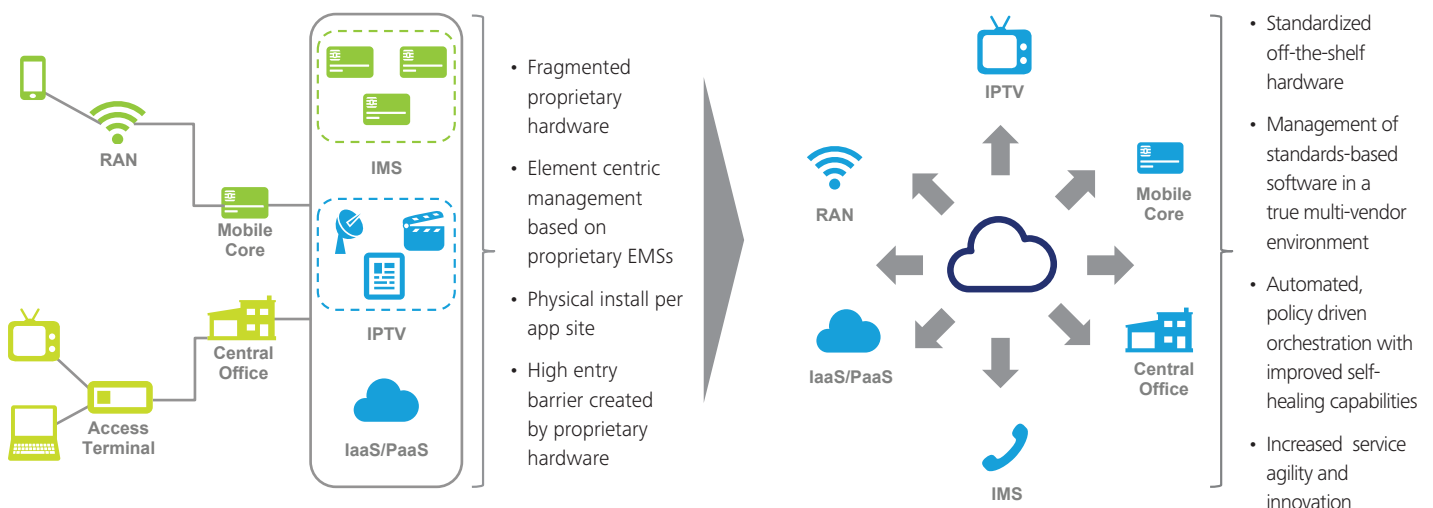 RAN
Mobile
Core
Central
Office
Access
Terminal
IMS
IPTV
IaaS/PaaS
• Fragmented
proprietary
hardware
• Element centric
management
based on
proprietary EMSs
• Physical install per
app site
• High entry
barrier created
by proprietary
hardware
IPTV
RAN
Mobile
Core
IaaS/PaaS
Central
Office
IMS
• Standardized
off-the-shelf
hardware
• Management of
standards-based
software in a
true multi-vendor
environment
• Automated,
policy driven
orchestration with
improved self-
healing capabilities
• Increased service
agility and
innovation